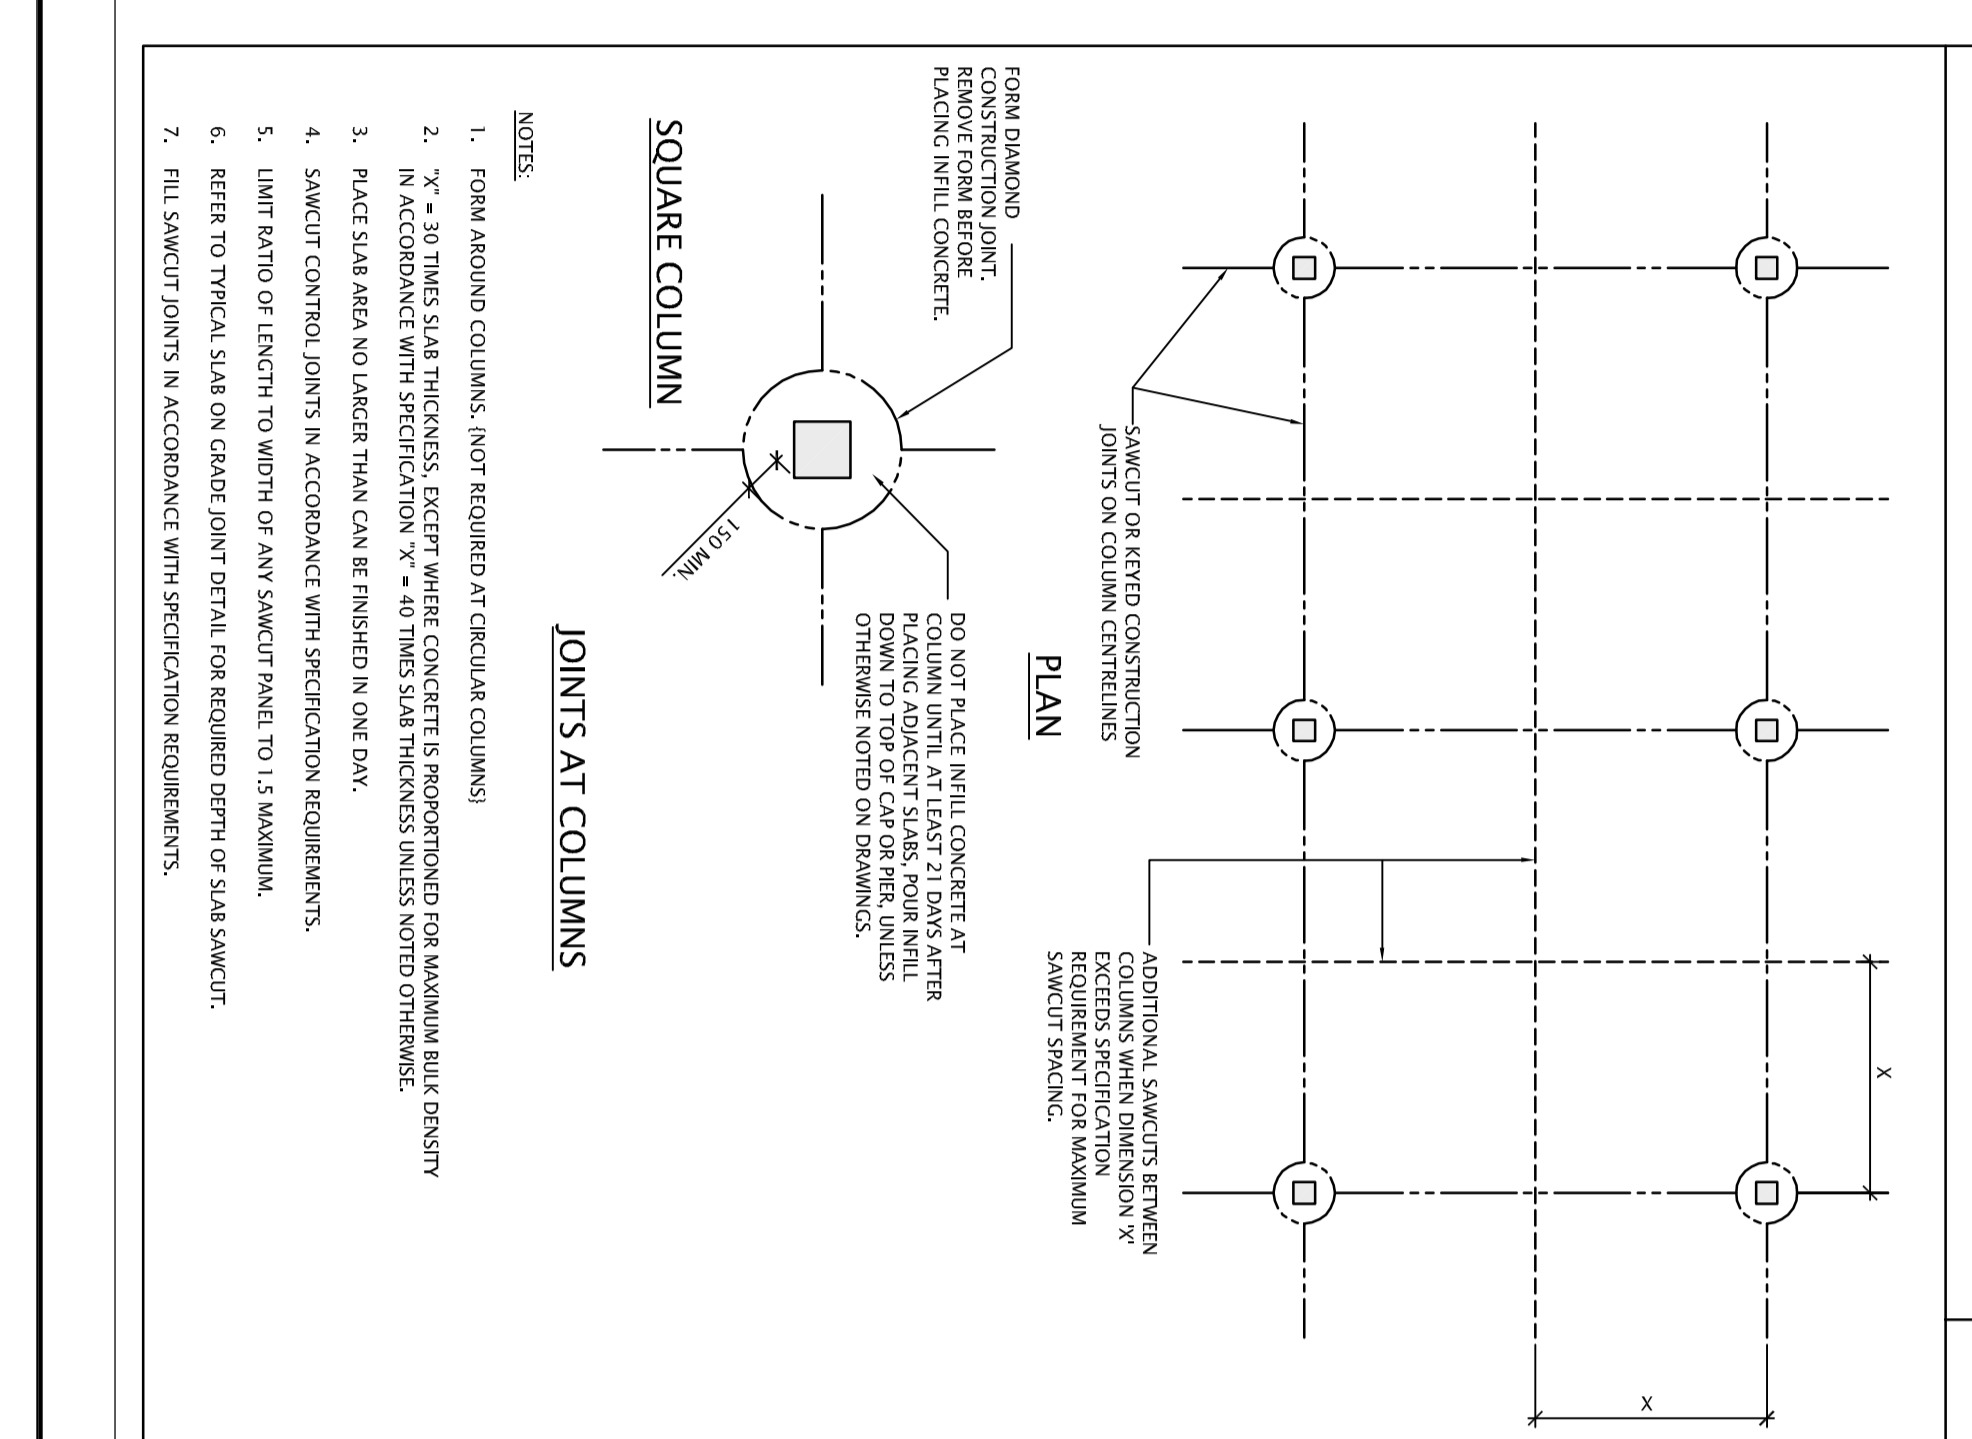 X
X
SAWCUT OR KEYED CONSTRUCTION
JOINTS ON COLUMN CENTRELINES
ADDITIONAL SAWCUTS BETWEEN
COLUMNS WHEN DIMENSION 'X'
EXCEEDS SPECIFICATION
REQUIREMENT FOR MAXIMUM
SAWCUT SPACING.
PLAN
FORM DIAMOND
CONSTRUCTION JOINT.
REMOVE FORM BEFORE
PLACING INFILL CONCRETE.
DO NOT PLACE INFILL CONCRETE AT
COLUMN UNTIL AT LEAST 21 DAYS AFTER
PLACING ADJACENT SLABS, POUR INFILL
DOWN TO TOP OF CAP OR PIER, UNLESS
OTHERWISE NOTED ON DRAWINGS.
150 MIN.
SQUARE COLUMN
JOINTS AT COLUMNS
NOTES:
1. FORM AROUND COLUMNS. {NOT REQUIRED AT CIRCULAR COLUMNS}
2. "X" = 30 TIMES SLAB THICKNESS, EXCEPT WHERE CONCRETE IS PROPORTIONED FOR MAXIMUM BULK DENSITY
IN ACCORDANCE WITH SPECIFICATION "X" = 40 TIMES SLAB THICKNESS UNLESS NOTED OTHERWISE.
3. PLACE SLAB AREA NO LARGER THAN CAN BE FINISHED IN ONE DAY.
4. SAWCUT CONTROL JOINTS IN ACCORDANCE WITH SPECIFICATION REQUIREMENTS.
5. LIMIT RATIO OF LENGTH TO WIDTH OF ANY SAWCUT PANEL TO 1.5 MAXIMUM.
6. REFER TO TYPICAL SLAB ON GRADE JOINT DETAIL FOR REQUIRED DEPTH OF SLAB SAWCUT.
7. FILL SAWCUT JOINTS IN ACCORDANCE WITH SPECIFICATION REQUIREMENTS.